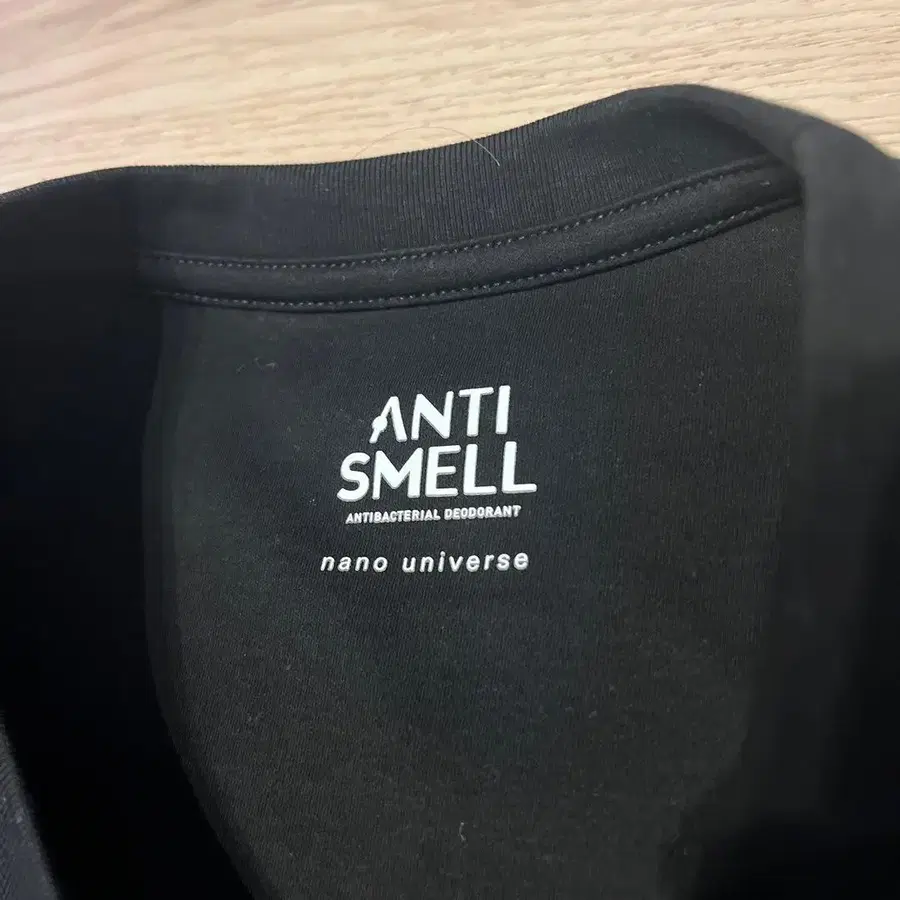 ANTI
SMELL
ANTIBACTERIAL DEODORANT
nano universe